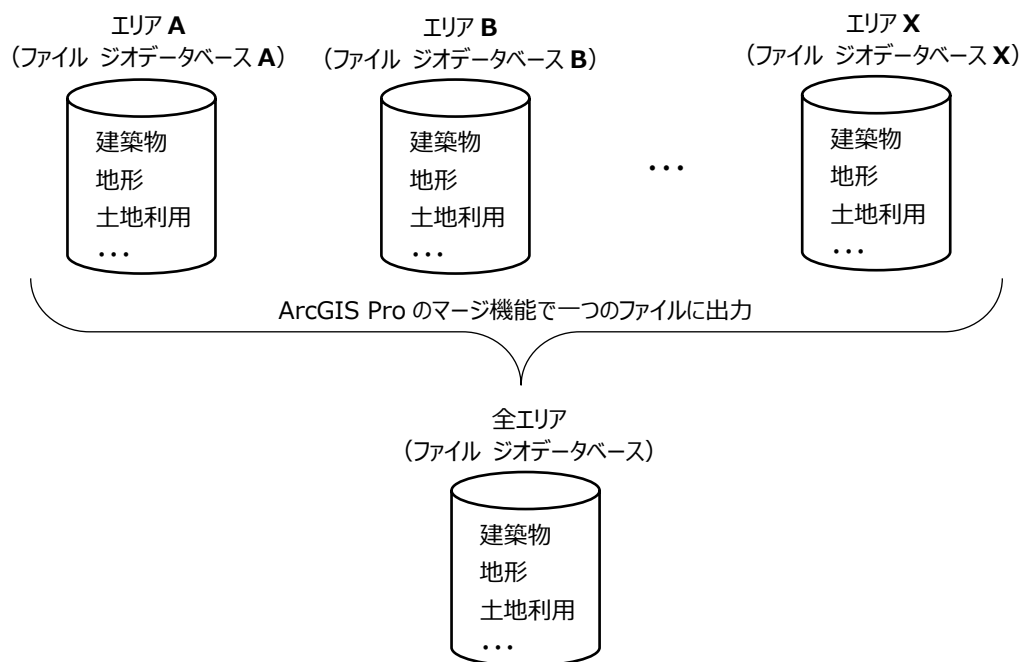 エリア A
(ファイル ジオデータベース A)
建築物
地形
土地利用
・・・
エリア B
(ファイル ジオデータベース B)
建築物
地形
土地利用
・・・
・・・
エリア X
(ファイル ジオデータベース X)
建築物
地形
土地利用
・・・
ArcGIS Pro のマージ機能で一つのファイルに出力
全エリア
(ファイル ジオデータベース)
建築物
地形
土地利用
・・・